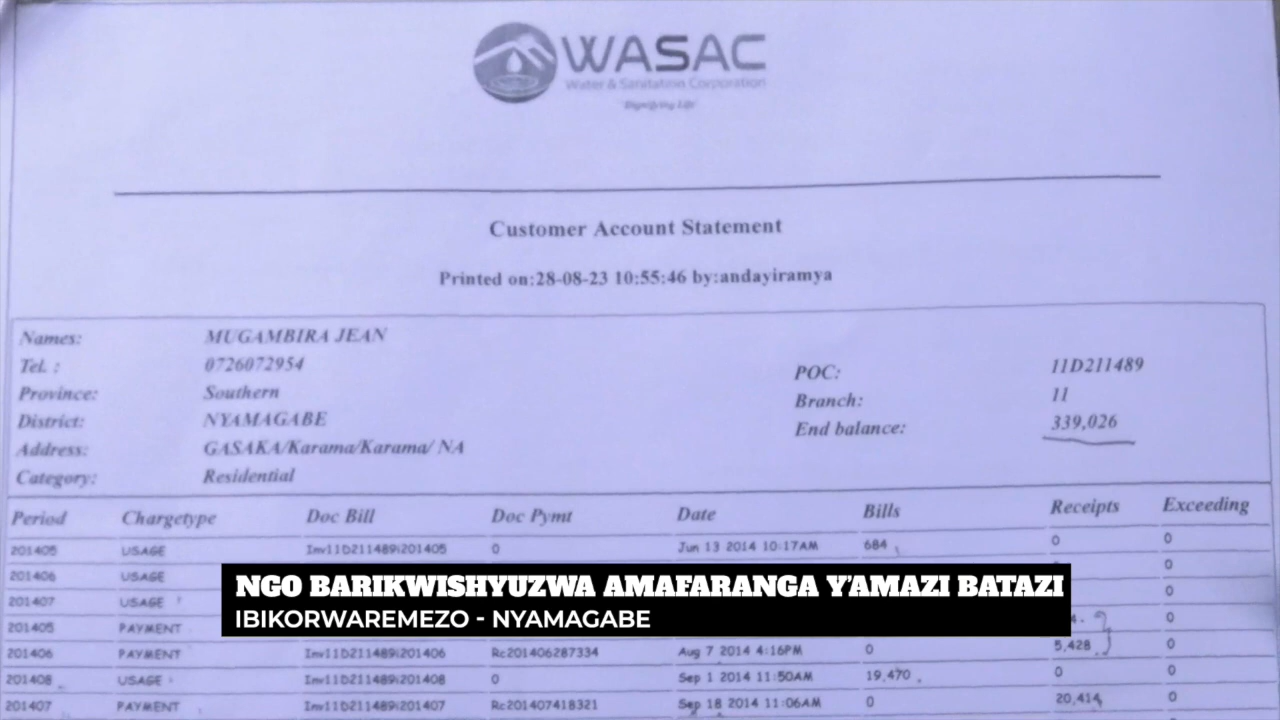 WASAC
Water & Sanitation Corporation
"Dignifying Life"
Customer Account Statement
Printed on:28-08-23 10:55:46 by:andayiramya
Names: MUGAMBIRA JEAN
Tel. : 0726072954
Province: Southern
District: NYAMAGABE
Address: GASAKA/Karama/Karama/ NA
Category: Residential
POC: 11D211489
Branch: 11
End balance: 339,026
Period Chargetype Doc Bill Doc Pymt Date Bills Receipts Exceeding
201405 USAGE Inv11D211489\201405 0 Jun 13 2014 10:17AM 684 0 0
201406 USAGE 0
201407 USAGE 0
201405 PAYMENT 4 0
201406 PAYMENT Inv11D211489\201406 Rc201406287334 Aug 7 2014 4:16PM 0 5,428 0
201408 USAGE Inv11D211489\201408 0 Sep 1 2014 11:50AM 19,470 0 0
201407 PAYMENT Inv11D211489\201407 Rc201407418321 Sep 18 2014 11:06AM 0 20,414 0
NGO BARIKWISHYUZWA AMAFARANGA Y'AMAZI BATAZI
IBIKORWAREMEZO - NYAMAGABE